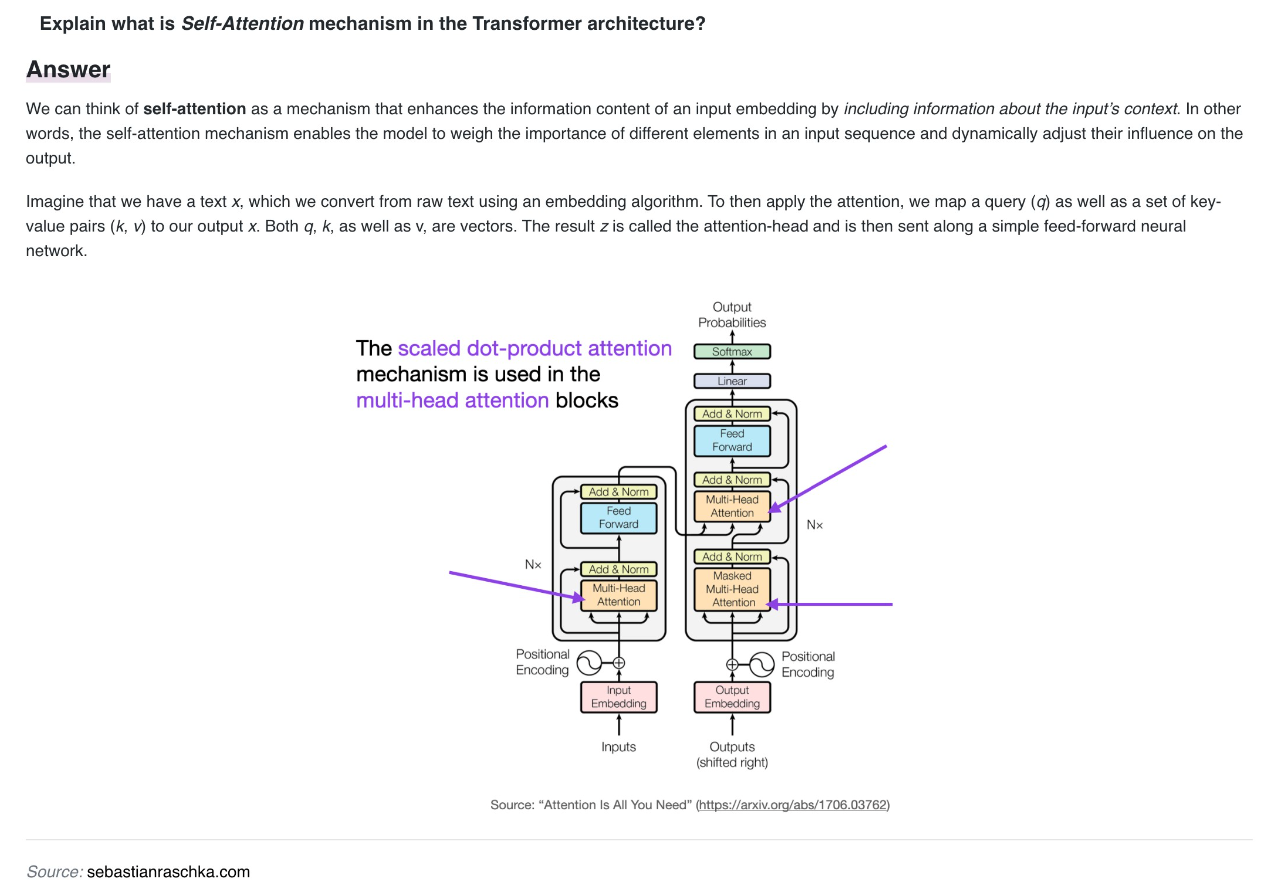 Explain what is Self-Attention mechanism in the Transformer architecture?
Answer
We can think of self-attention as a mechanism that enhances the information content of an input embedding by including information about the input's context. In other
words, the self-attention mechanism enables the model to weigh the importance of different elements in an input sequence and dynamically adjust their influence on the
output.
Imagine that we have a text x, which we convert from raw text using an embedding algorithm. To then apply the attention, we map a query (q) as well as a set of key-
value pairs (k, v) to our output x. Both q, k, as well as v, are vectors. The result z is called the attention-head and is then sent along a simple feed-forward neural
network.
The scaled dot-product attention
mechanism is used in the
multi-head attention blocks
Output
Probabilities
Softmax
Linear
Add & Norm
Feed
Forward
Add & Norm
Multi-Head
Attention
Nx
Add & Norm
Masked
Multi-Head
Attention
Add & Norm
Feed
Forward
Nx
Add & Norm
Multi-Head
Attention
Positional
Encoding
Positional
Encoding
Input
Embedding
Output
Embedding
Inputs
Outputs
(shifted right)
Source: “Attention Is All You Need” (https://arxiv.org/abs/1706.03762)
Source: sebastianraschka.com